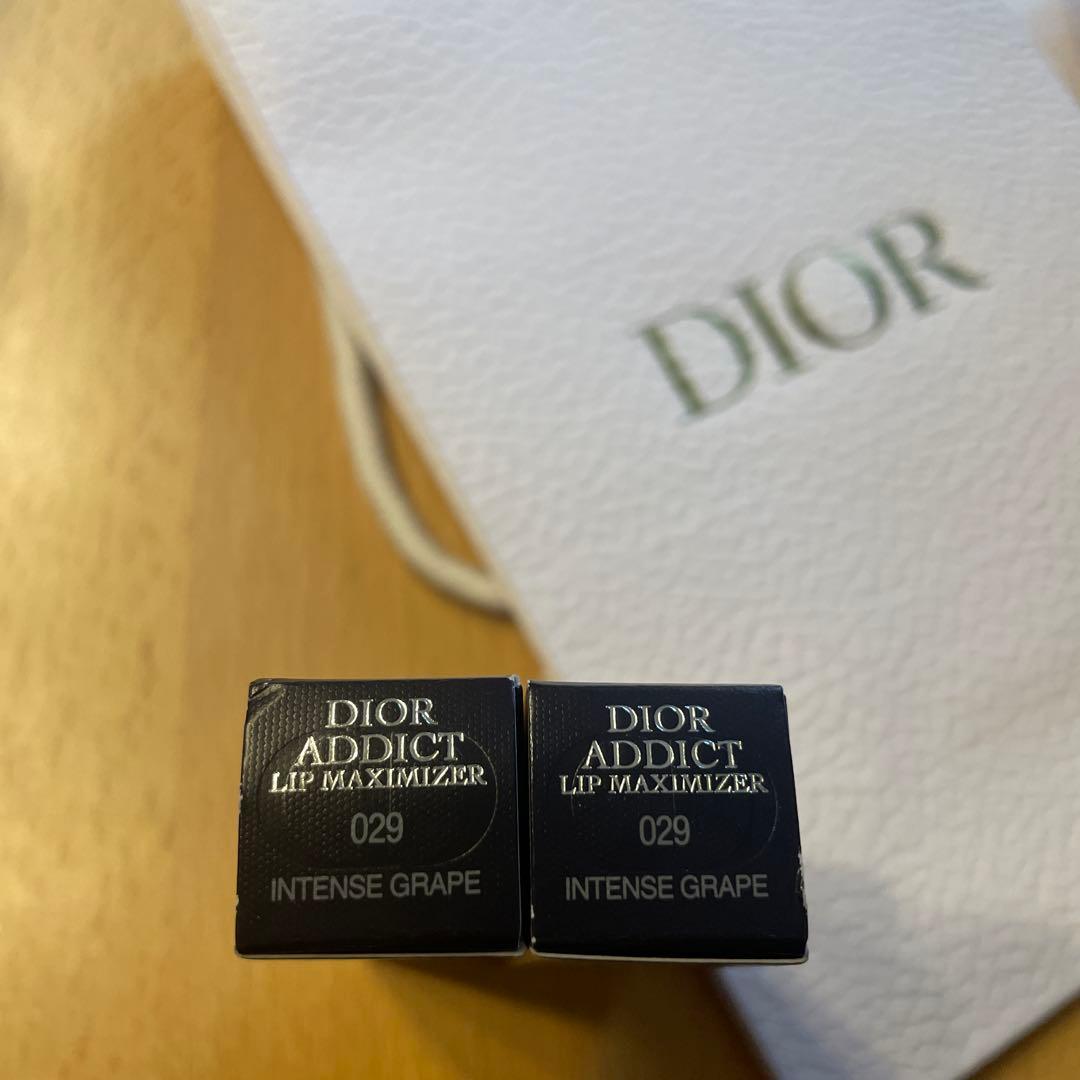 DIOR
DIOR
ADDICT
LIP MAXIMIZER
029
INTENSE GRAPE
DIOR
ADDICT
LIP MAXIMIZER
029
INTENSE GRAPE